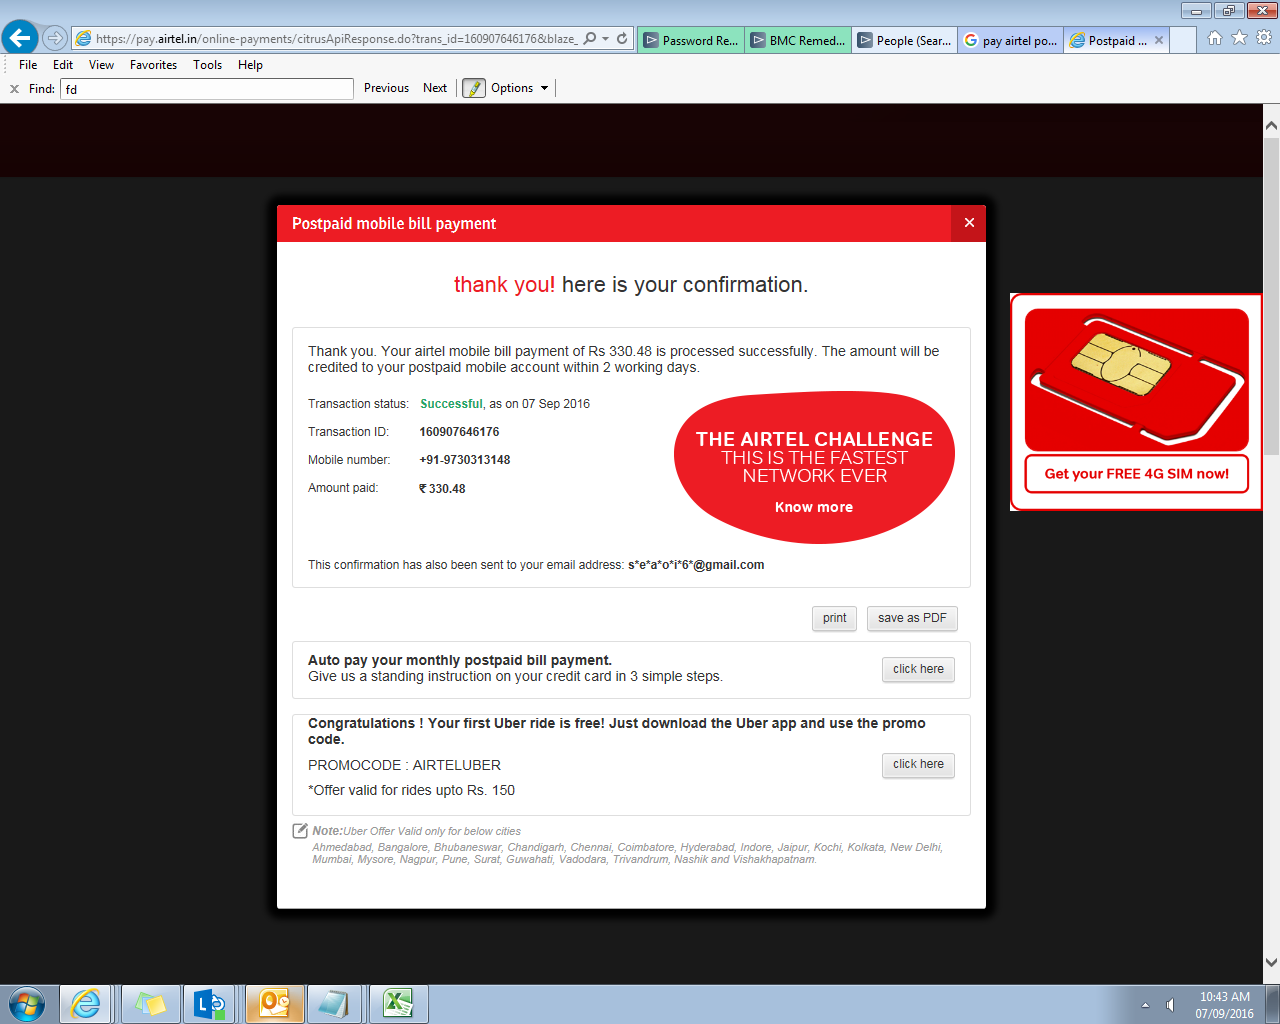 https://pay.airtel.in/online-payments/citrusApiResponse.do?trans_id=160907646176&blaze_
Password Re...
BMC Remed...
People (Sear...
pay airtel po...
Postpaid ...
File Edit View Favorites Tools Help
x Find: fd Previous Next Options
Postpaid mobile bill payment
thank you! here is your confirmation.
Thank you. Your airtel mobile bill payment of Rs 330.48 is processed successfully. The amount will be
credited to your postpaid mobile account within 2 working days.
Transaction status: Successful, as on 07 Sep 2016
Transaction ID: 160907646176
Mobile number: +91-9730313148
Amount paid: ₹ 330.48
THE AIRTEL CHALLENGE
THIS IS THE FASTEST
NETWORK EVER
Know more
This confirmation has also been sent to your email address: s*e*a*o*i*6*@gmail.com
print
save as PDF
Auto pay your monthly postpaid bill payment.
Give us a standing instruction on your credit card in 3 simple steps.
click here
Congratulations ! Your first Uber ride is free! Just download the Uber app and use the promo
code.
PROMOCODE : AIRTELUBER
click here
*Offer valid for rides upto Rs. 150
Note:Uber Offer Valid only for below cities
Ahmedabad, Bangalore, Bhubaneswar, Chandigarh, Chennai, Coimbatore, Hyderabad, Indore, Jaipur, Kochi, Kolkata, New Delhi,
Mumbai, Mysore, Nagpur, Pune, Surat, Guwahati, Vadodara, Trivandrum, Nashik and Vishakhapatnam.
Get your FREE 4G SIM now!
10:43 AM
07/09/2016